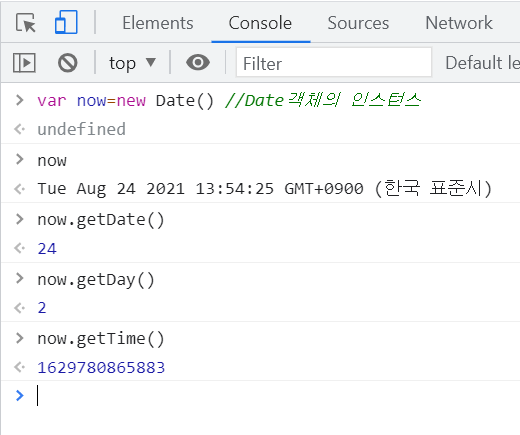 Elements Console Sources Network
top ▼ Filter Default le
> var now=new Date() //Date객체의 인스턴스
undefined
> now
Tue Aug 24 2021 13:54:25 GMT+0900 (한국 표준시)
> now.getDate()
24
> now.getDay()
2
> now.getTime()
1629780865883
>